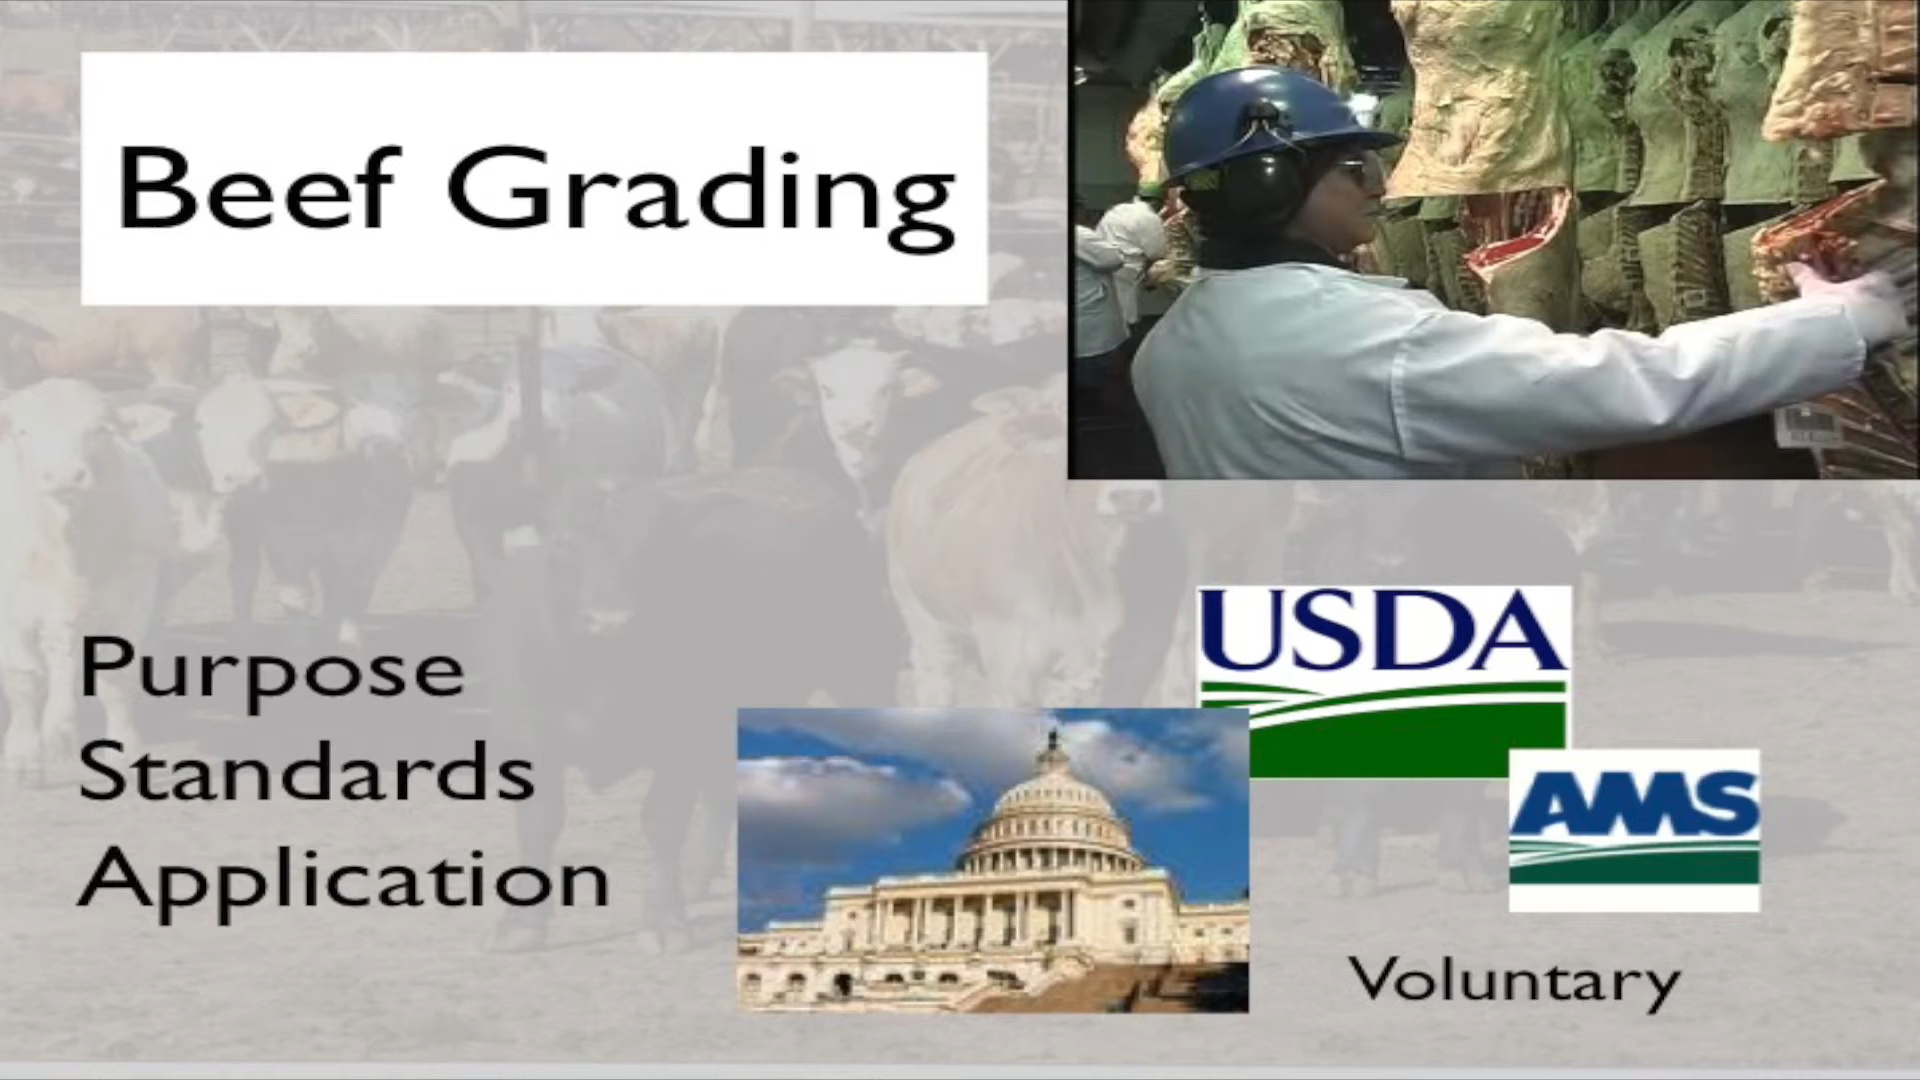 Beef Grading
Purpose
Standards
Application
USDA
AMS
Voluntary